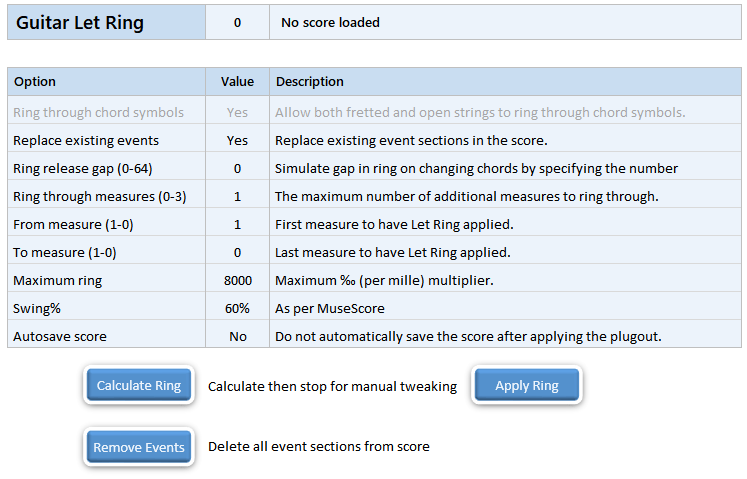 Guitar Let Ring 0 No score loaded
Option Value Description
Ring through chord symbols Yes Allow both fretted and open strings to ring through chord symbols.
Replace existing events Yes Replace existing event sections in the score.
Ring release gap (0-64) 0 Simulate gap in ring on changing chords by specifying the number
Ring through measures (0-3) 1 The maximum number of additional measures to ring through.
From measure (1-0) 1 First measure to have Let Ring applied.
To measure (1-0) 0 Last measure to have Let Ring applied.
Maximum ring 8000 Maximum ‰ (per mille) multiplier.
Swing% 60% As per MuseScore
Autosave score No Do not automatically save the score after applying the plugout.
Calculate Ring Calculate then stop for manual tweaking Apply Ring
Remove Events Delete all event sections from score